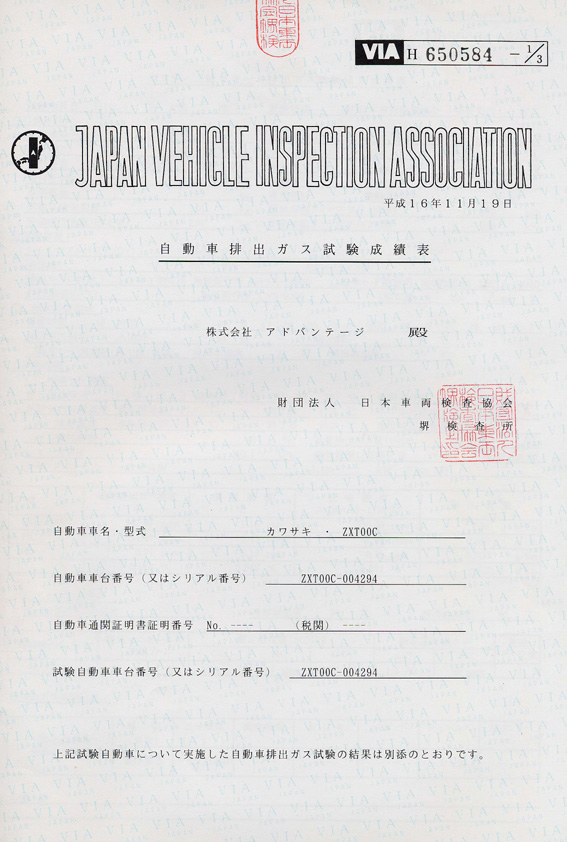 VIA H 650584 -1/3
JAPAN VEHICLE INSPECTION ASSOCIATION
平成16年11月19日
自動車排出ガス試験成績表
株式会社 アドバンテージ 殿
財団法人 日本車両検査協会
堺検査所
自動車車名・型式 カワサキ ・ ZXT00C
自動車車台番号(又はシリアル番号) ZXT00C-004294
自動車通関証明書証明番号 No. ---- (税関) ----
試験自動車車台番号(又はシリアル番号) ZXT00C-004294
上記試験自動車について実施した自動車排出ガス試験の結果は別添のとおりです。